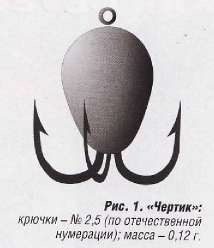 Рис. 1. «Чертик»:
крючки – № 2,5 (по отечественной
нумерации); масса – 0,12 г.